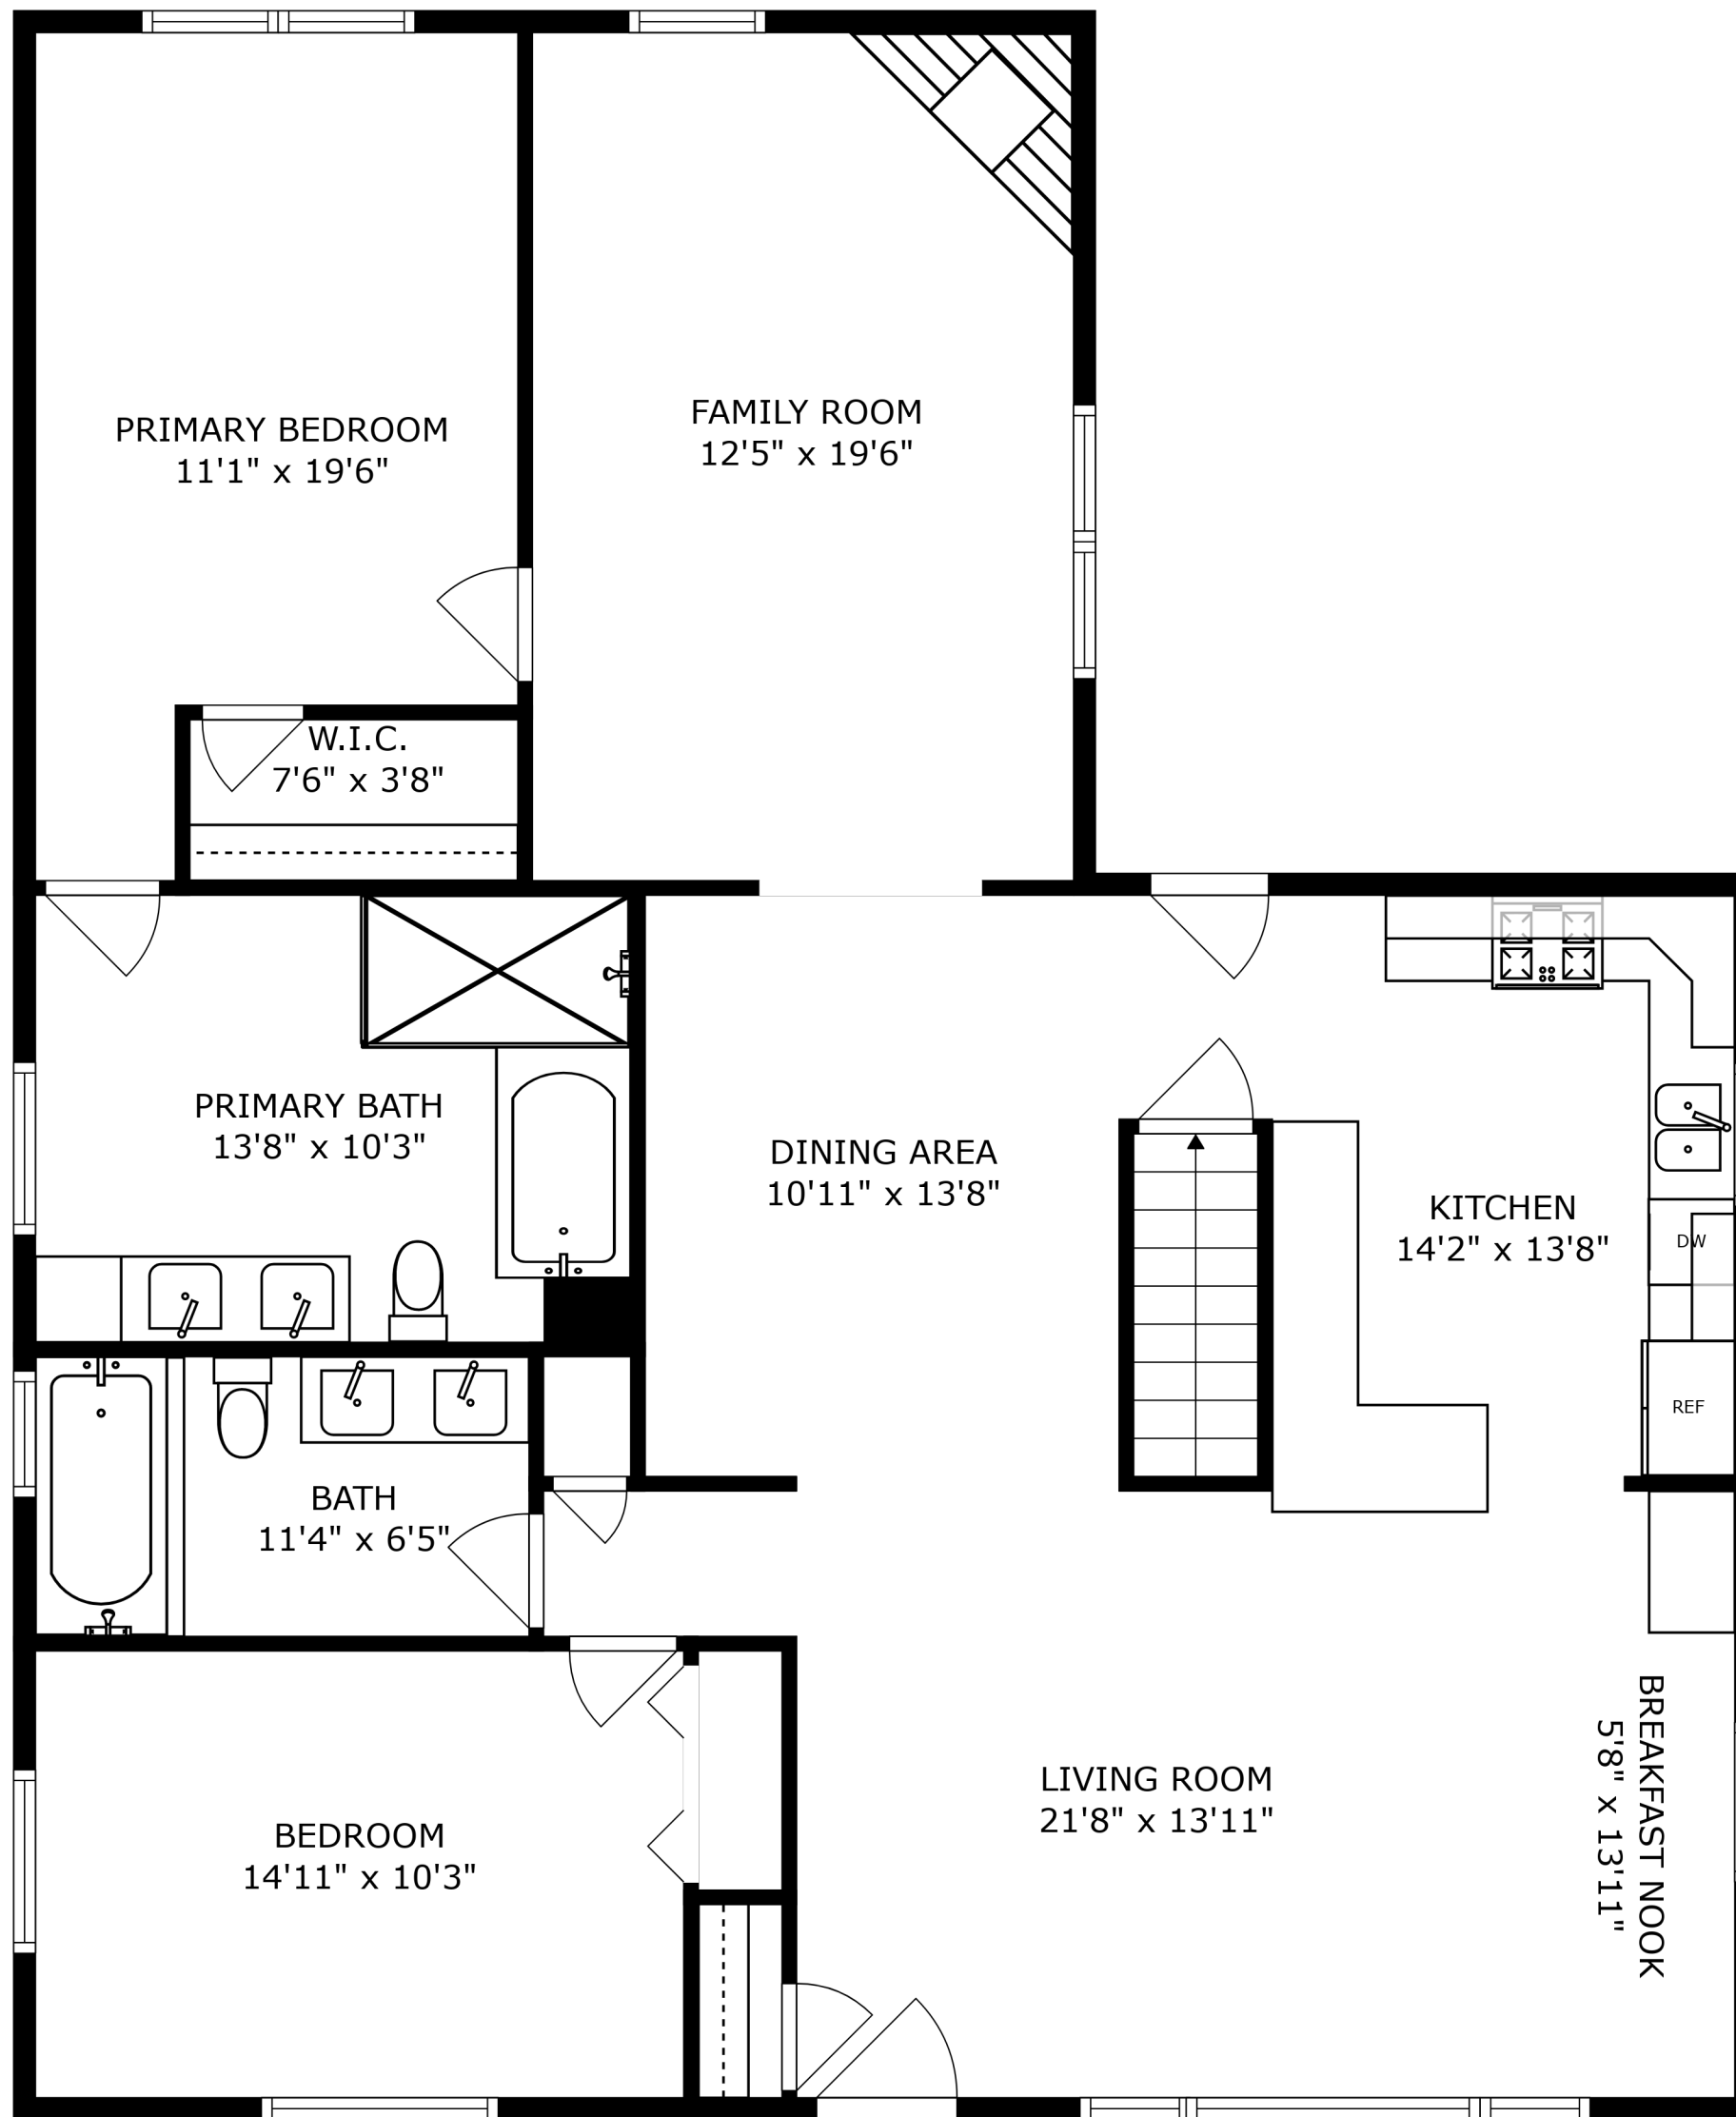 PRIMARY BEDROOM
11'1" x 19'6"
FAMILY ROOM
12'5" x 19'6"
W.I.C.
7'6" x 3'8"
PRIMARY BATH
13'8" x 10'3"
DINING AREA
10'11" x 13'8"
KITCHEN
14'2" x 13'8"
DW
REF
BATH
11'4" x 6'5"
BREAKFAST NOOK
5'8" x 13'11"
LIVING ROOM
21'8" x 13'11"
BEDROOM
14'11" x 10'3"